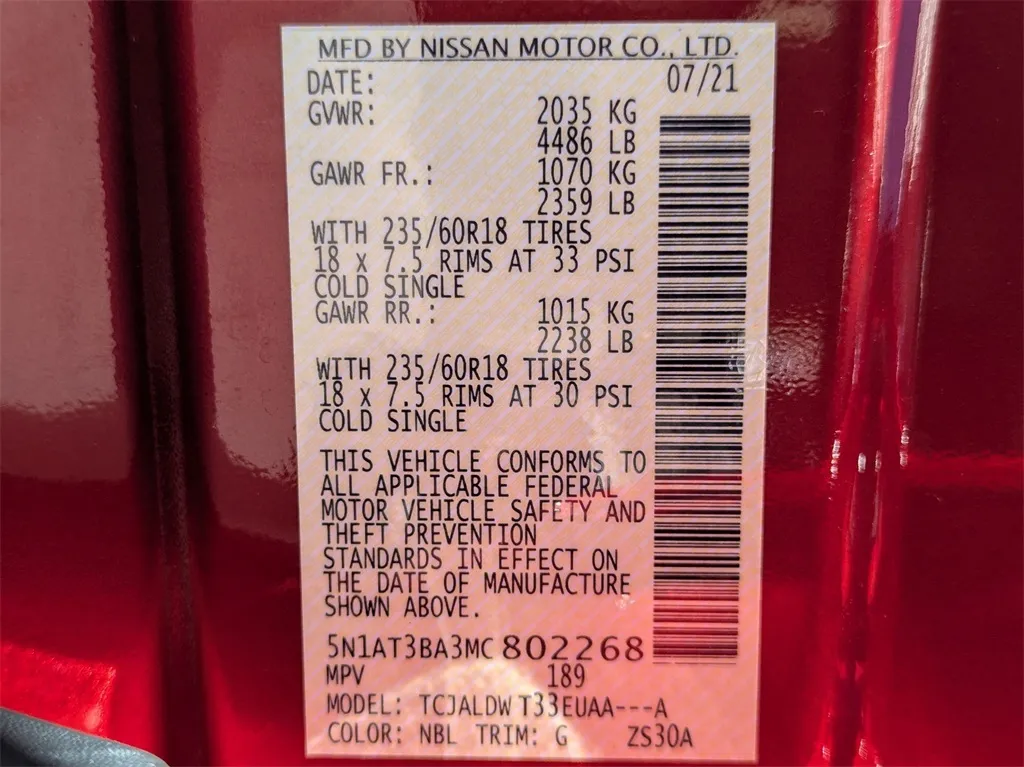 MFD BY NISSAN MOTOR CO., LTD.
DATE: 07/21
GVWR: 2035 KG
4486 LB
GAWR FR.: 1070 KG
2359 LB
WITH 235/60R18 TIRES
18 x 7.5 RIMS AT 33 PSI
COLD SINGLE
GAWR RR.: 1015 KG
2238 LB
WITH 235/60R18 TIRES
18 x 7.5 RIMS AT 30 PSI
COLD SINGLE
THIS VEHICLE CONFORMS TO
ALL APPLICABLE FEDERAL
MOTOR VEHICLE SAFETY AND
THEFT PREVENTION
STANDARDS IN EFFECT ON
THE DATE OF MANUFACTURE
SHOWN ABOVE.
5N1AT3BA3MC802268
MPV 189
MODEL: TCJALDW T33EUAA---A
COLOR: NBL TRIM: G ZS30A